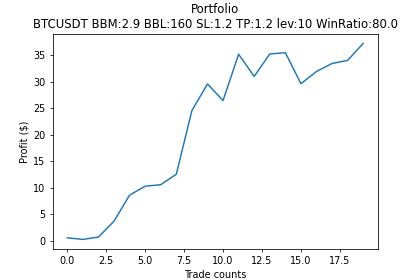 Portfolio
BTCUSDT BBM:2.9 BBL:160 SL:1.2 TP:1.2 lev:10 WinRatio:80.0
35
30
25
20
15
10
5
0
Profit ($)
0.0 2.5 5.0 7.5 10.0 12.5 15.0 17.5
Trade counts